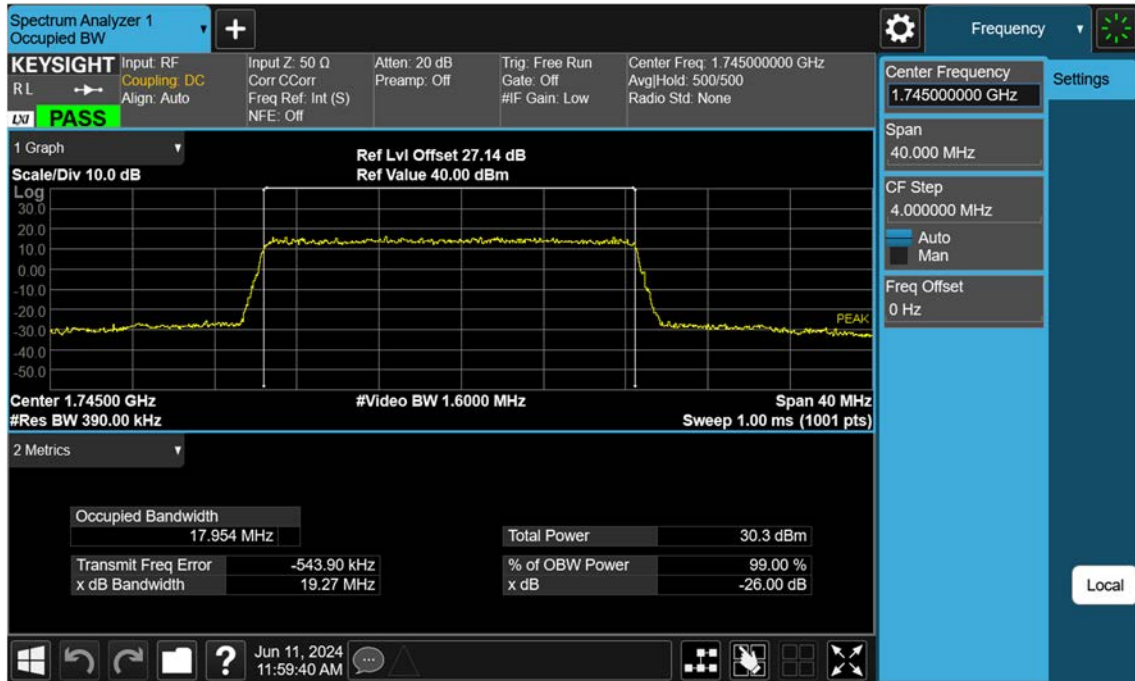 Spectrum Analyzer 1
Occupied BW
Frequency
KEYSIGHT
RL
LXI
PASS
Input: RF
Coupling: DC
Align: Auto
Input Z: 50 Ω
Corr CCorr
Freq Ref: Int (S)
NFE: Off
Atten: 20 dB
Preamp: Off
Trig: Free Run
Gate: Off
#IF Gain: Low
Center Freq: 1.745000000 GHz
Avg|Hold: 500/500
Radio Std: None
Center Frequency
1.745000000 GHz
Settings
Span
40.000 MHz
CF Step
4.000000 MHz
Auto
Man
Freq Offset
0 Hz
1 Graph
Scale/Div 10.0 dB
Ref Lvl Offset 27.14 dB
Ref Value 40.00 dBm
Log
30.0
20.0
10.0
0.00
-10.0
-20.0
-30.0
-40.0
-50.0
PEAK
Center 1.74500 GHz
#Video BW 1.6000 MHz
Span 40 MHz
#Res BW 390.00 kHz
Sweep 1.00 ms (1001 pts)
2 Metrics
Occupied Bandwidth
17.954 MHz
Total Power 30.3 dBm
Transmit Freq Error -543.90 kHz
% of OBW Power 99.00 %
x dB Bandwidth 19.27 MHz
x dB -26.00 dB
Local
?
Jun 11, 2024
11:59:40 AM